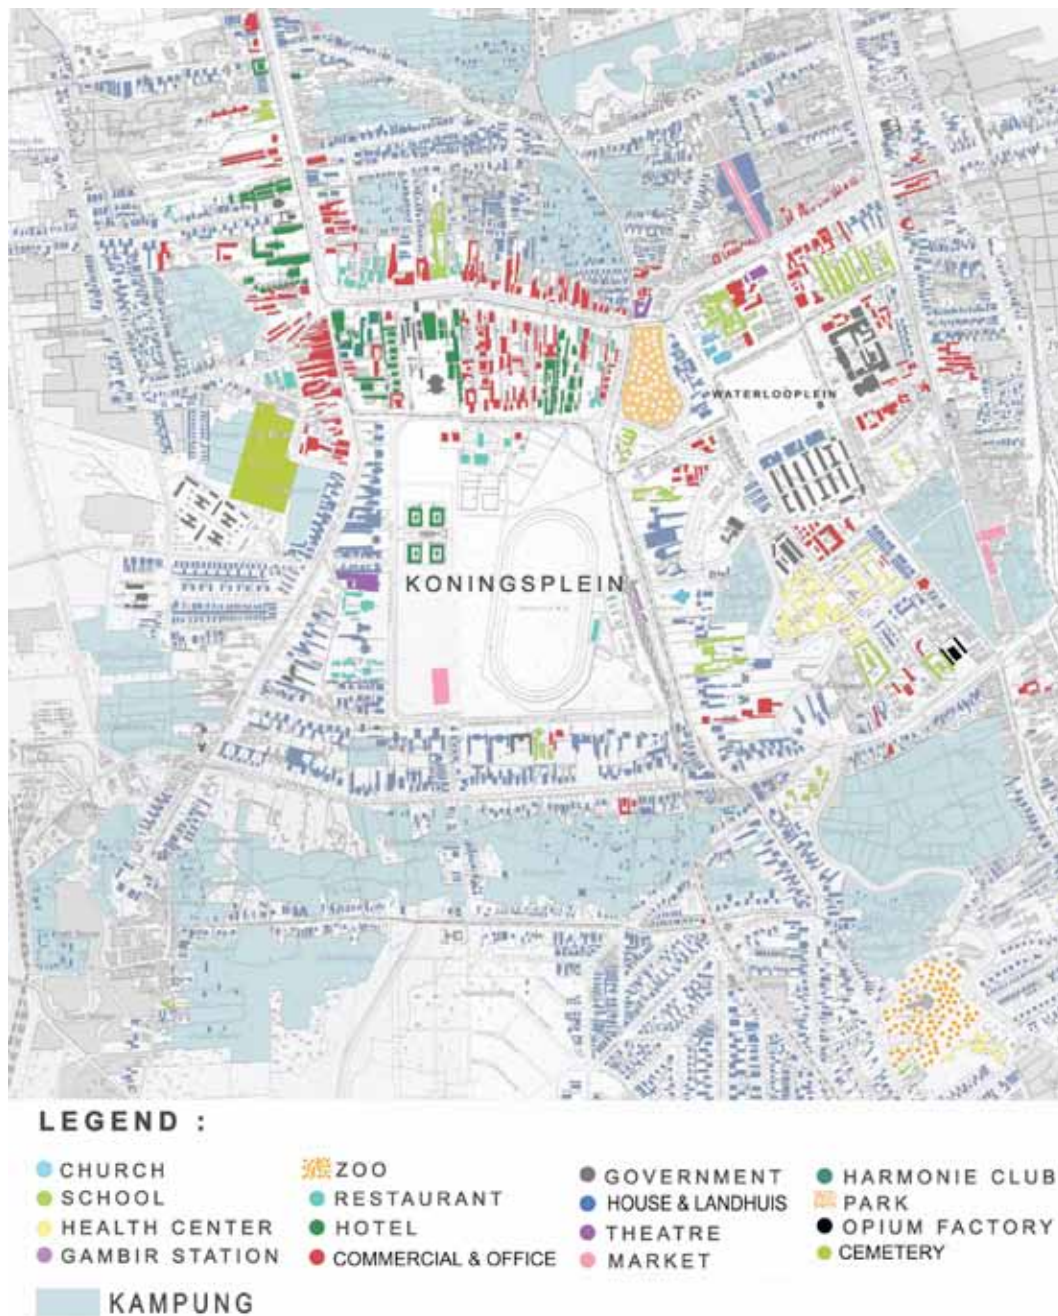 WATERLOOPLEIN
KONINGSPLEIN
LEGEND :
CHURCH
SCHOOL
HEALTH CENTER
GAMBIR STATION
ZOO
RESTAURANT
HOTEL
COMMERCIAL & OFFICE
GOVERNMENT
HOUSE & LANDHUIS
THEATRE
MARKET
HARMONIE CLUB
PARK
OPIUM FACTORY
CEMETERY
KAMPUNG